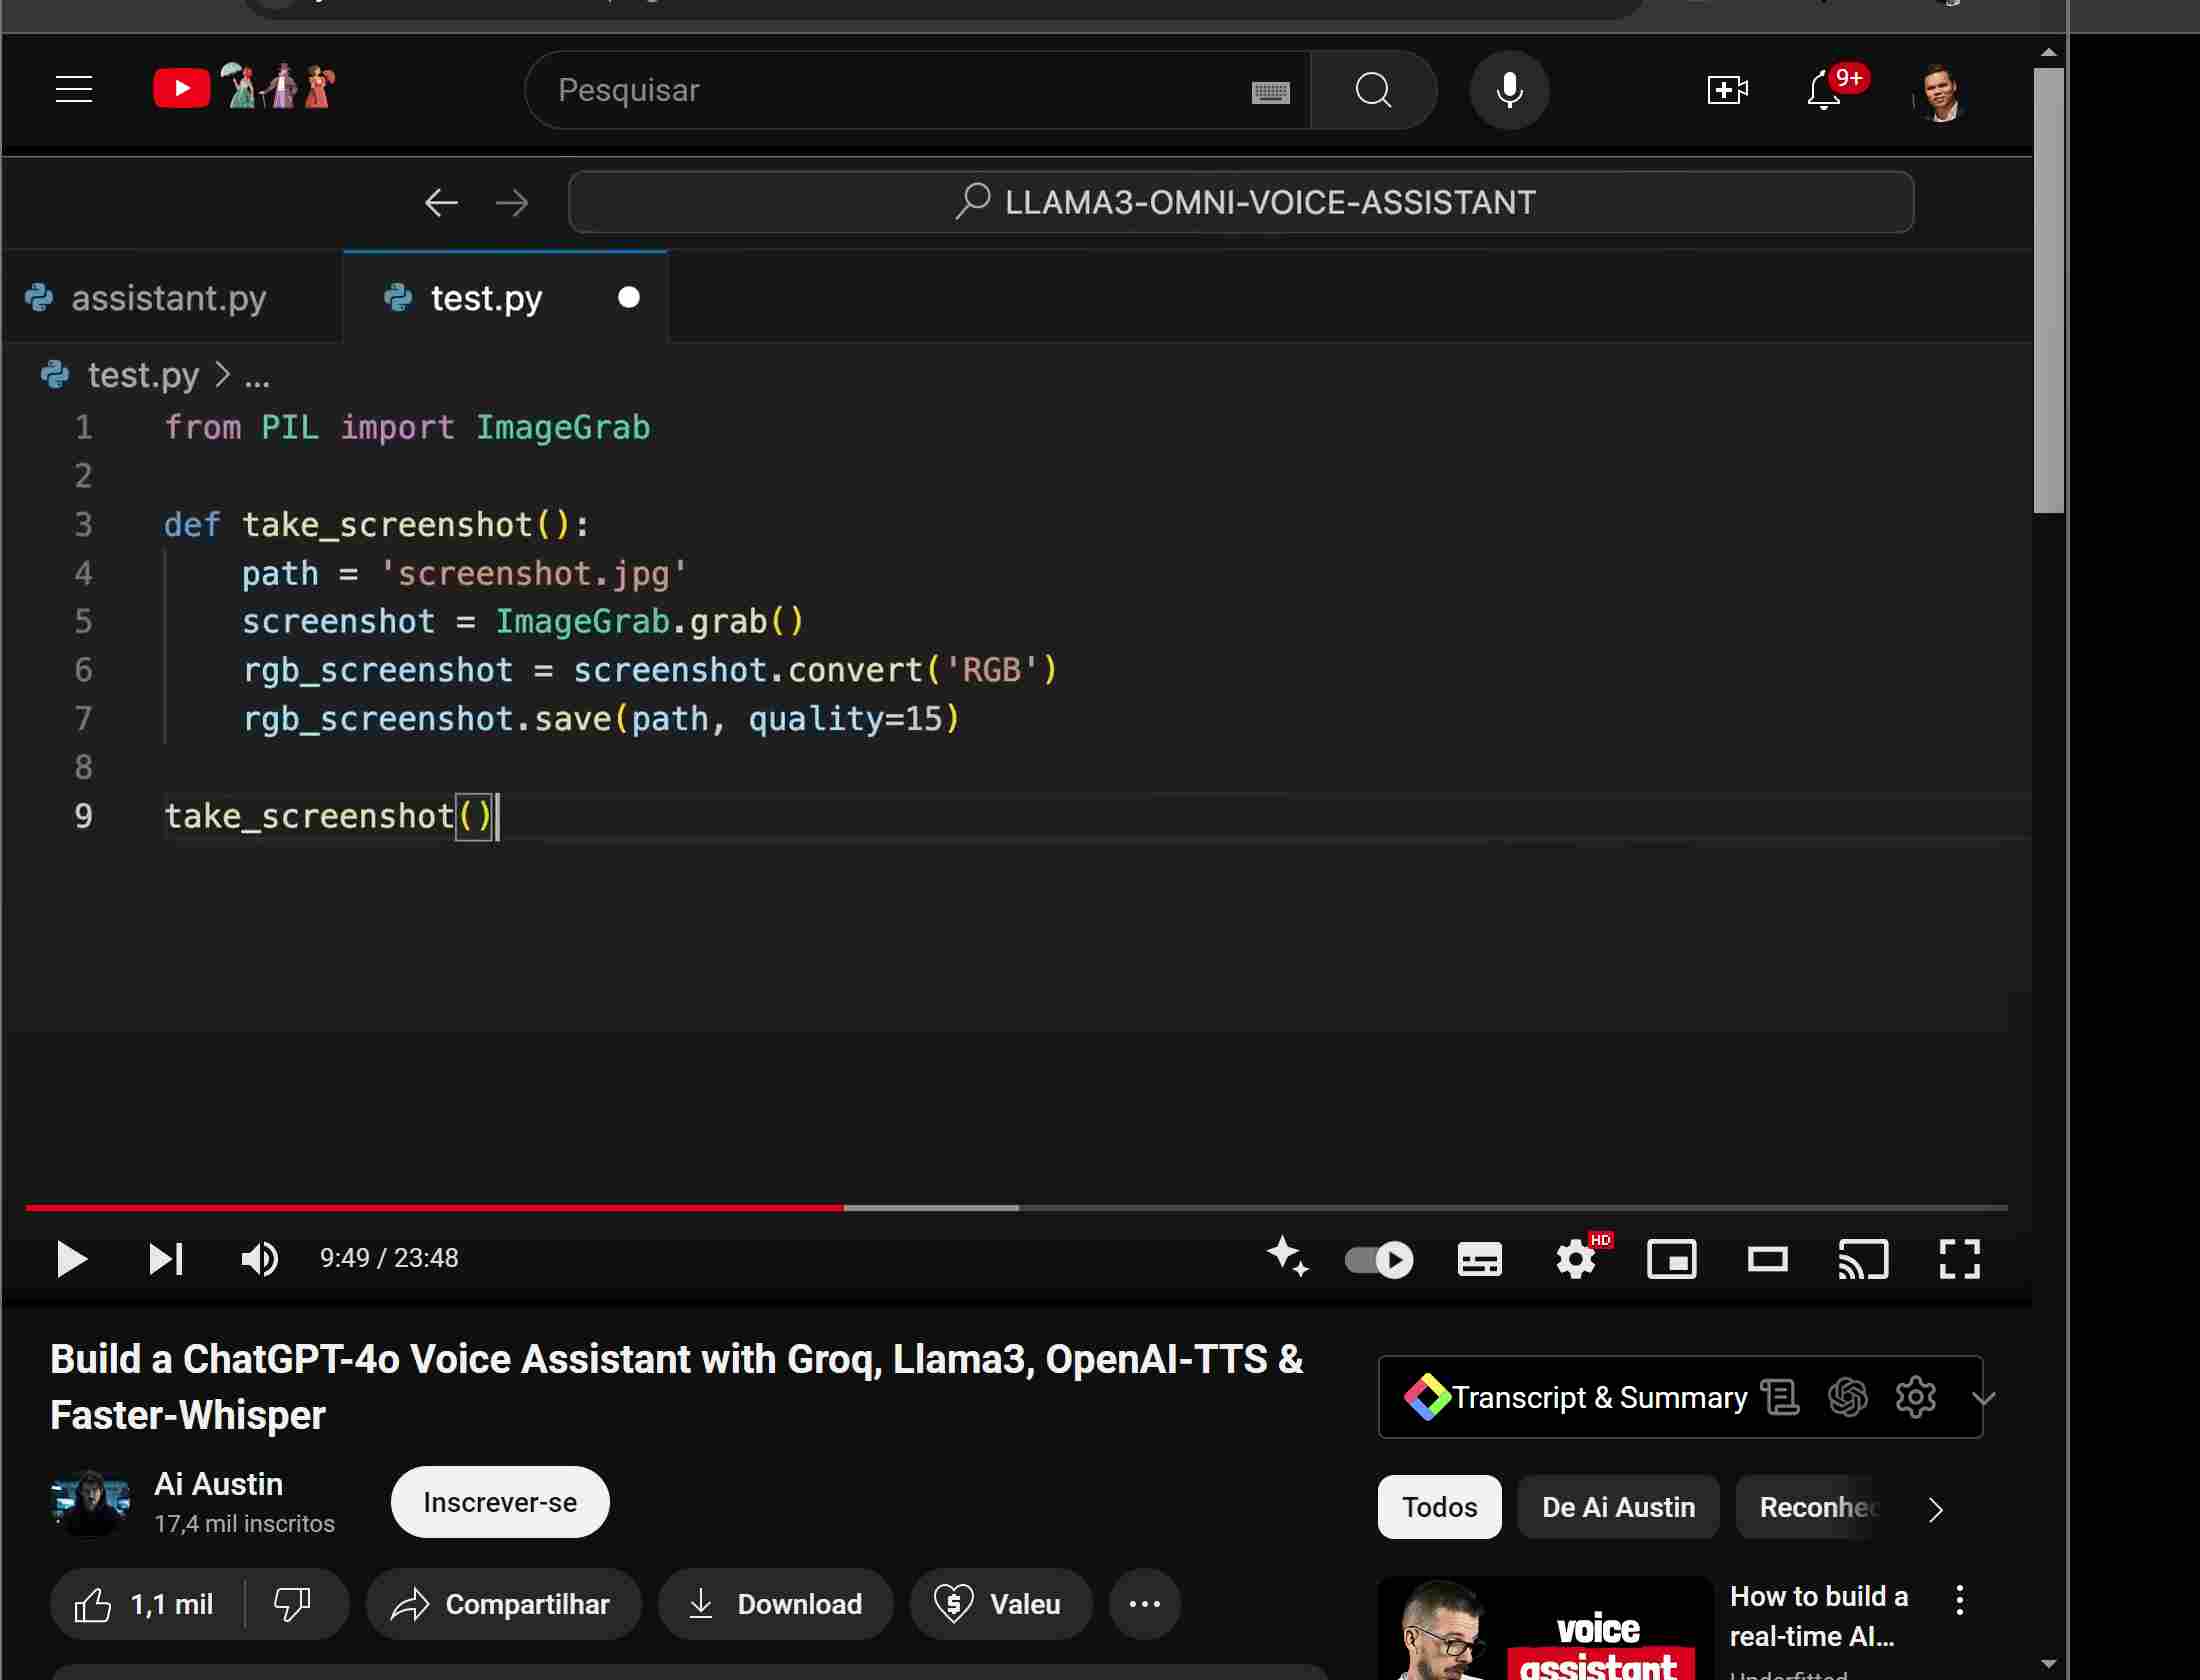 Pesquisar
9+
LLAMA3-OMNI-VOICE-ASSISTANT
assistant.py
test.py
test.py > ...
1 from PIL import ImageGrab
2
3 def take_screenshot():
4 path = 'screenshot.jpg'
5 screenshot = ImageGrab.grab()
6 rgb_screenshot = screenshot.convert('RGB')
7 rgb_screenshot.save(path, quality=15)
8
9 take_screenshot()
9:49 / 23:48
HD
Build a ChatGPT-4o Voice Assistant with Groq, Llama3, OpenAI-TTS &
Faster-Whisper
Ai Austin
17,4 mil inscritos
Inscrever-se
1,1 mil
Compartilhar
Download
Valeu
Transcript & Summary
Todos
De Ai Austin
Reconhec
voice
assistant
How to build a
real-time AI...
Underfitted